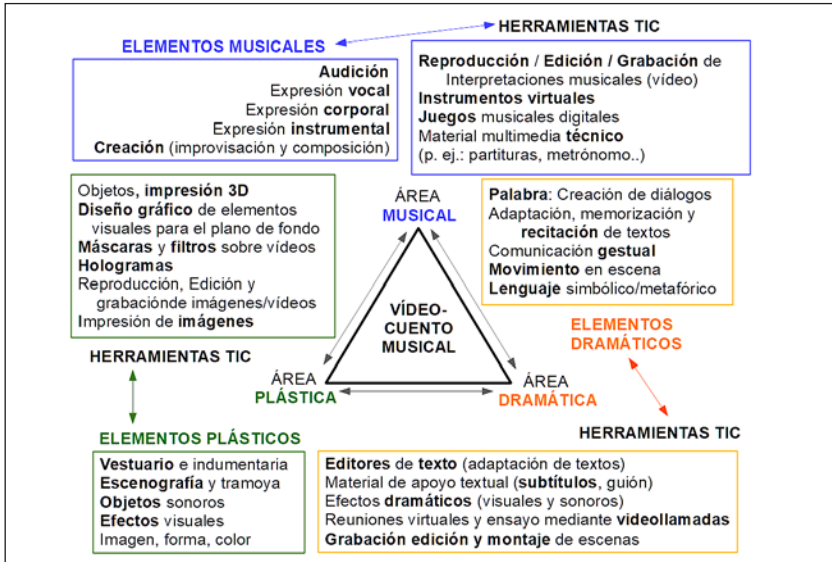 HERRAMIENTAS TIC
ELEMENTOS MUSICALES
Audición
Expresión vocal
Expresión corporal
Expresión instrumental
Creación (improvisación y composición)
Reproducción / Edición / Grabación de
Interpretaciones musicales (vídeo)
Instrumentos virtuales
Juegos musicales digitales
Material multimedia técnico
(p. ej.: partituras, metrónomo..)
Objetos, impresión 3D
Diseño gráfico de elementos
visuales para el plano de fondo
Máscaras y filtros sobre vídeos
Hologramas
Reproducción, Edición y
grabaciónde imágenes/vídeos
Impresión de imágenes
HERRAMIENTAS TIC
ÁREA
MUSICAL
Palabra: Creación de diálogos
Adaptación, memorización y
recitación de textos
Comunicación gestual
Movimiento en escena
Lenguaje simbólico/metafórico
ELEMENTOS
DRAMÁTICOS
VÍDEO-
CUENTO
MUSICAL
ÁREA
PLÁSTICA
ÁREA
DRAMÁTICA
ELEMENTOS PLÁSTICOS
Vestuario e indumentaria
Escenografía y tramoya
Objetos sonoros
Efectos visuales
Imagen, forma, color
HERRAMIENTAS TIC
Editores de texto (adaptación de textos)
Material de apoyo textual (subtítulos, guión)
Efectos dramáticos (visuales y sonoros)
Reuniones virtuales y ensayo mediante videollamadas
Grabación edición y montaje de escenas